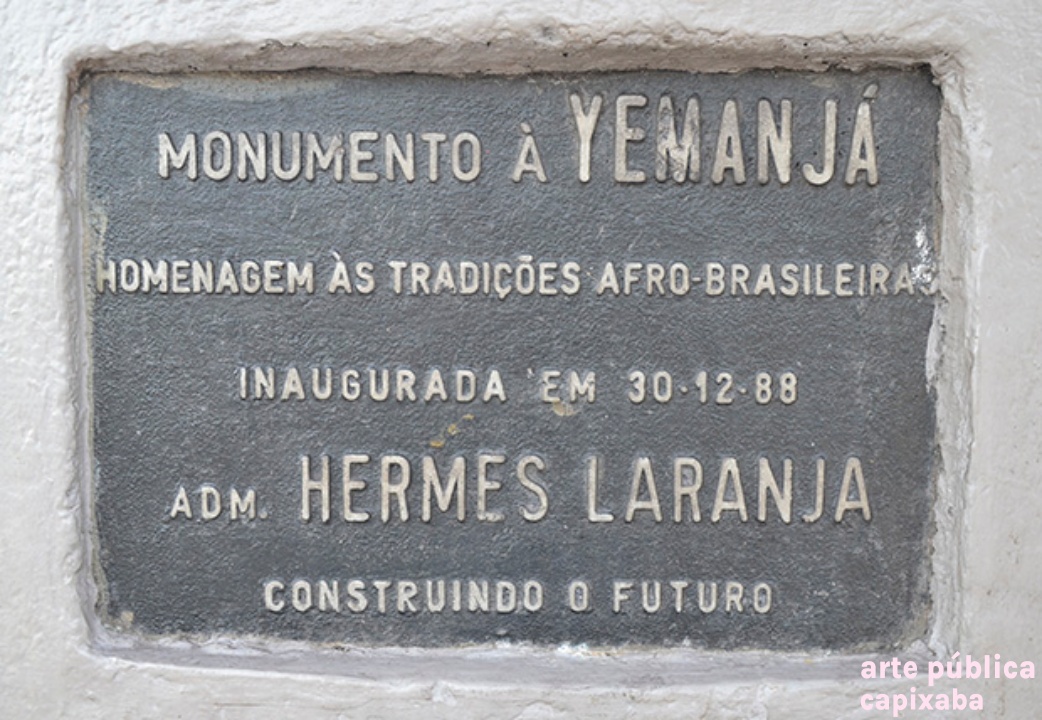 MONUMENTO À YEMANJÁ
HOMENAGEM ÀS TRADIÇÕES AFRO-BRASILEIRAS
INAUGURADA EM 30·12·88
ADM. HERMES LARANJA
CONSTRUINDO O FUTURO
arte pública
capixaba